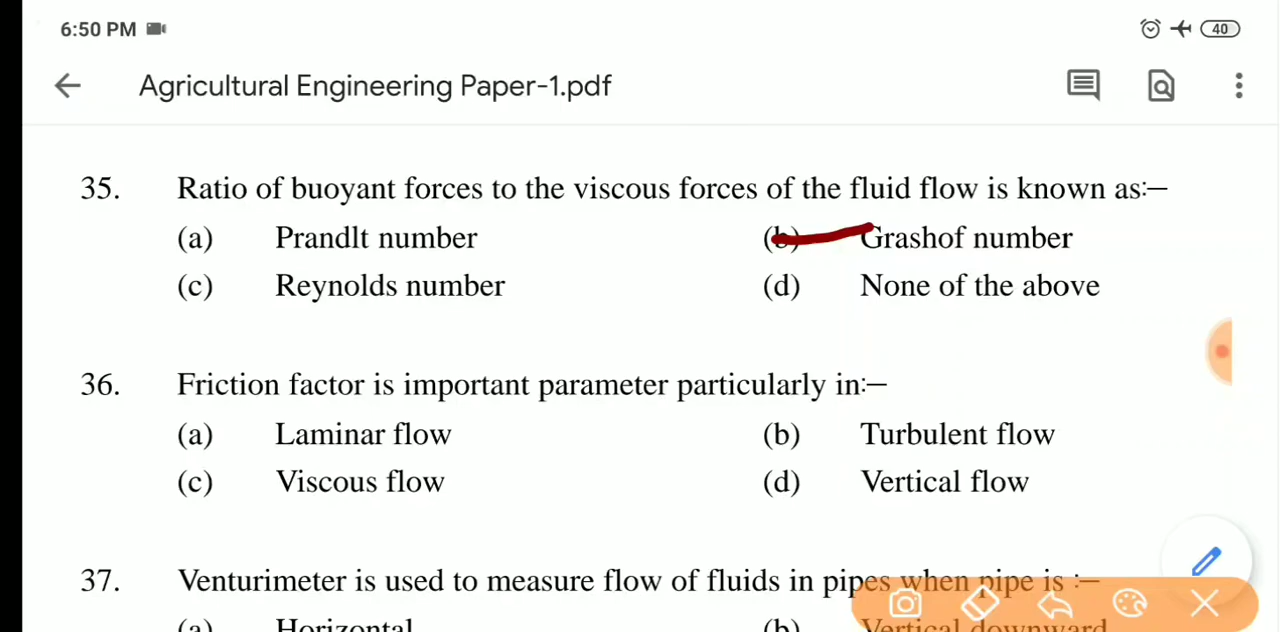 6:50 PM
40
Agricultural Engineering Paper-1.pdf
35. Ratio of buoyant forces to the viscous forces of the fluid flow is known as:–
(a) Prandlt number (b) Grashof number
(c) Reynolds number (d) None of the above
36. Friction factor is important parameter particularly in:–
(a) Laminar flow (b) Turbulent flow
(c) Viscous flow (d) Vertical flow
37. Venturimeter is used to measure flow of fluids in pipes when pipe is :–
(a) Horizontal (b) Vertical downward